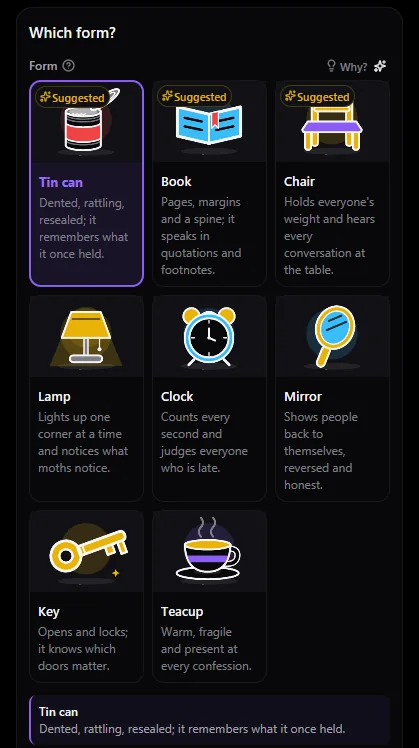 Which form?
Form
Why?
Suggested
Suggested
Suggested
Tin can
Dented, rattling,
resealed; it
remembers what
it once held.
Book
Pages, margins
and a spine; it
speaks in
quotations and
footnotes.
Chair
Holds everyone's
weight and hears
every
conversation at
the table.
Lamp
Lights up one
corner at a time
and notices what
moths notice.
Clock
Counts every
second and
judges everyone
who is late.
Mirror
Shows people
back to
themselves,
reversed and
honest.
Key
Opens and locks;
it knows which
doors matter.
Teacup
Warm, fragile
and present at
every confession.
Tin can
Dented, rattling, resealed; it remembers what it once held.